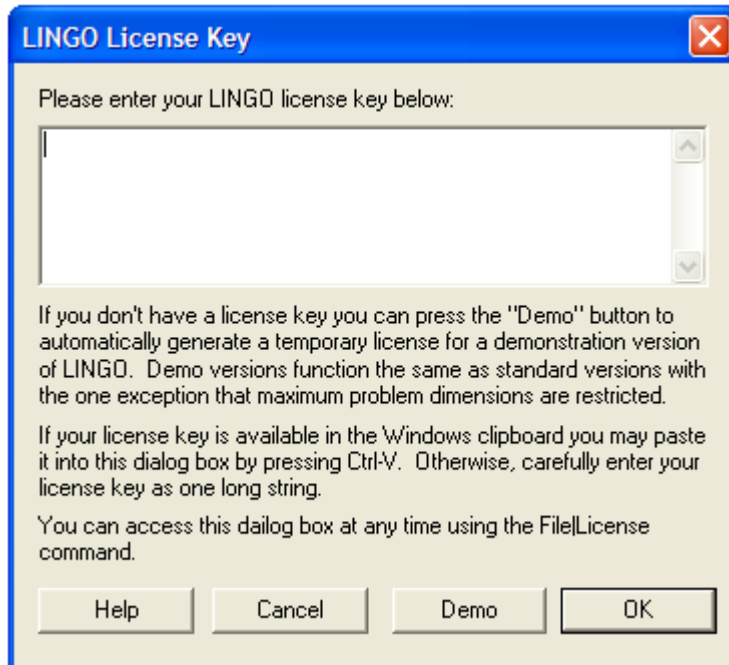 LINGO License Key
Please enter your LINGO license key below:
If you don't have a license key you can press the "Demo" button to
automatically generate a temporary license for a demonstration version
of LINGO.  Demo versions function the same as standard versions with
the one exception that maximum problem dimensions are restricted.
If your license key is available in the Windows clipboard you may paste
it into this dialog box by pressing Ctrl-V.  Otherwise, carefully enter your
license key as one long string.
You can access this dailog box at any time using the File|License
command.
Help Cancel Demo OK